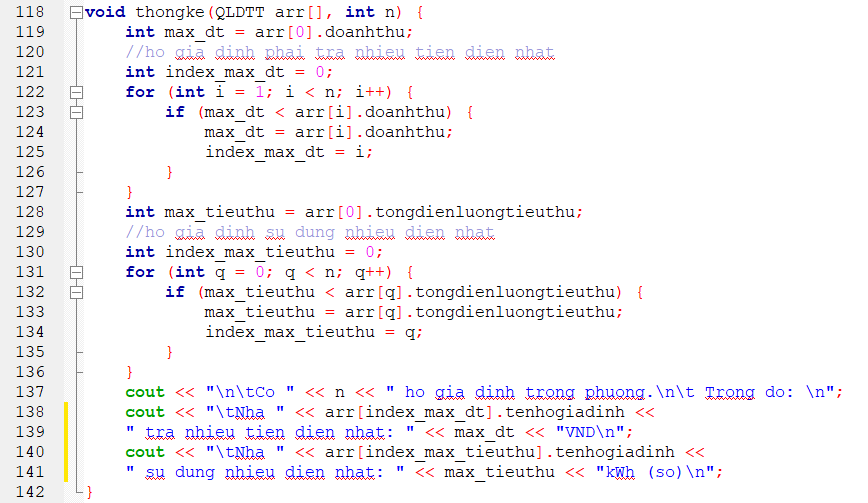 118 void thongke(QLDTT arr[], int n) {
119 int max_dt = arr[0].doanhthu;
120 //ho gia dinh phai tra nhieu tien dien nhat
121 int index_max_dt = 0;
122 for (int i = 1; i < n; i++) {
123 if (max_dt < arr[i].doanhthu) {
124 max_dt = arr[i].doanhthu;
125 index_max_dt = i;
126 }
127 }
128 int max_tieuthu = arr[0].tongdienluongtieuthu;
129 //ho gia dinh su dung nhieu dien nhat
130 int index_max_tieuthu = 0;
131 for (int q = 0; q < n; q++) {
132 if (max_tieuthu < arr[q].tongdienluongtieuthu) {
133 max_tieuthu = arr[q].tongdienluongtieuthu;
134 index_max_tieuthu = q;
135 }
136 }
137 cout << "\n\tCo " << n << " ho gia dinh trong phuong.\n\t Trong do: \n";
138 cout << "\tNha " << arr[index_max_dt].tenhogiadinh <<
139 " tra nhieu tien dien nhat: " << max_dt << "VND\n";
140 cout << "\tNha " << arr[index_max_tieuthu].tenhogiadinh <<
141 " su dung nhieu dien nhat: " << max_tieuthu << "kWh (so)\n";
142 }